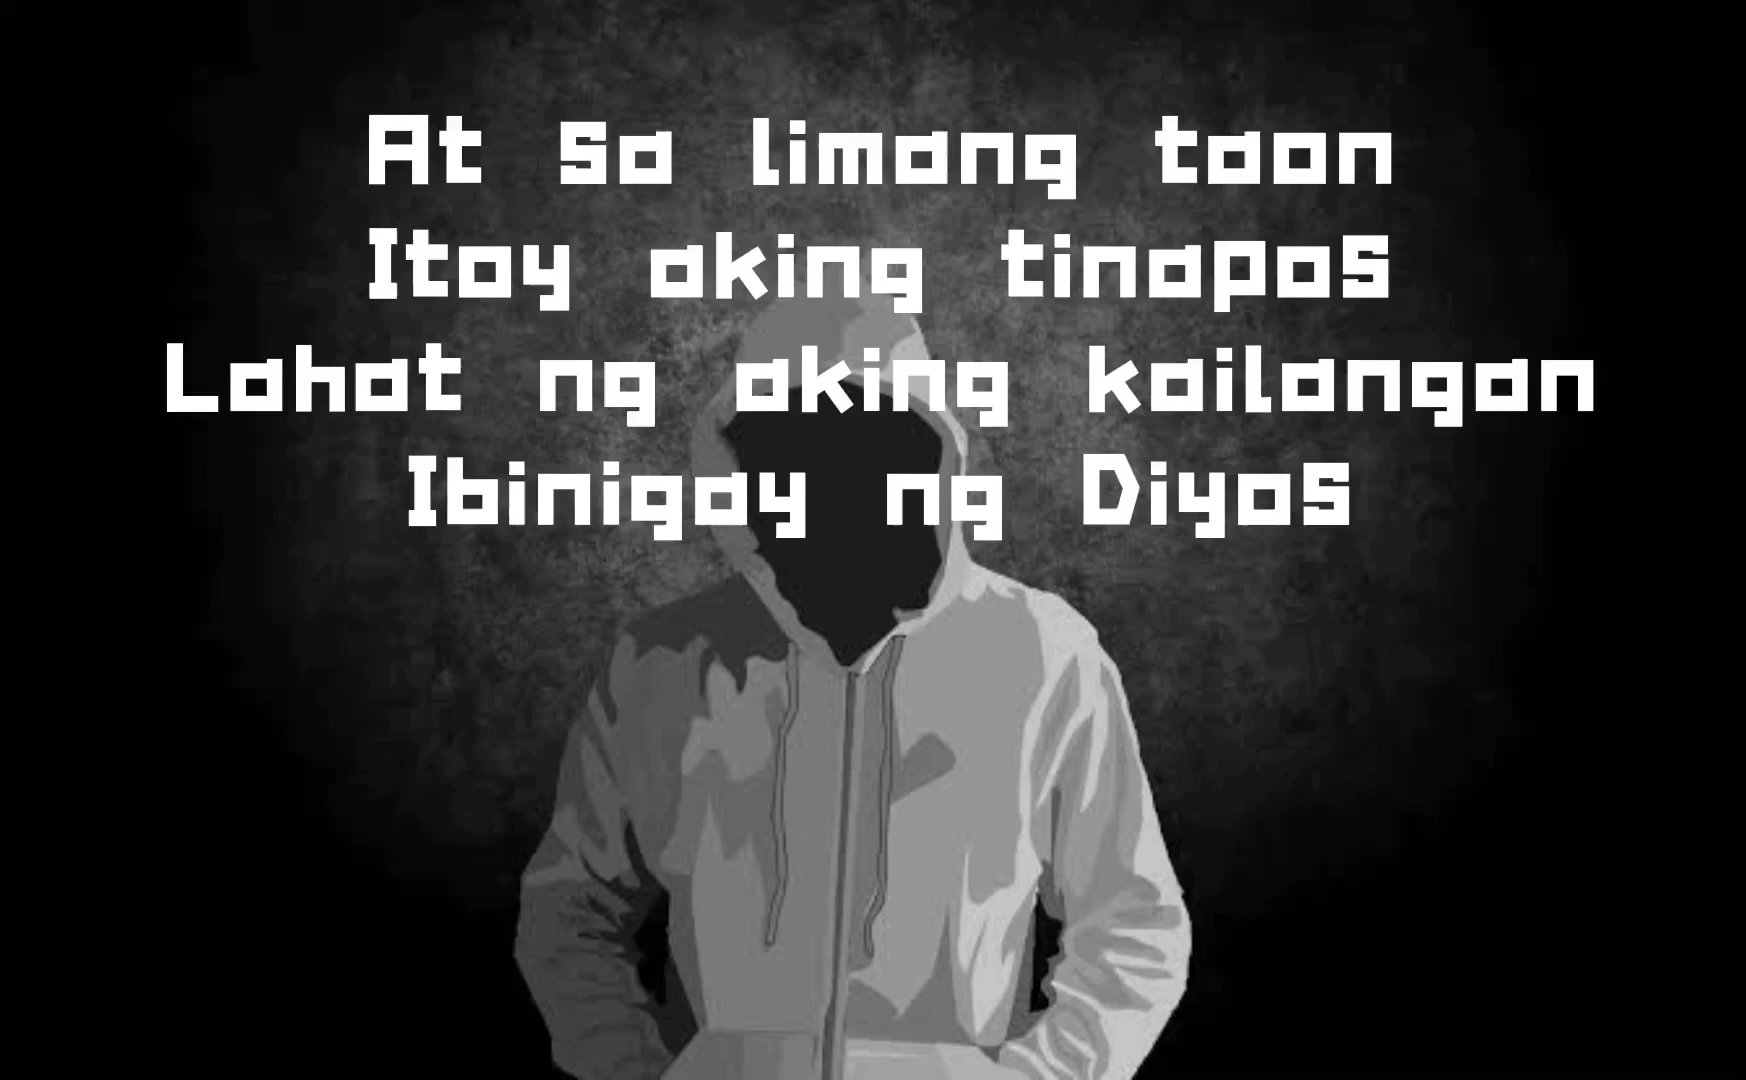 At sa limang taon
Itoy aking tinapos
Lahat ng aking kailangan
Ibinigay ng Diyos